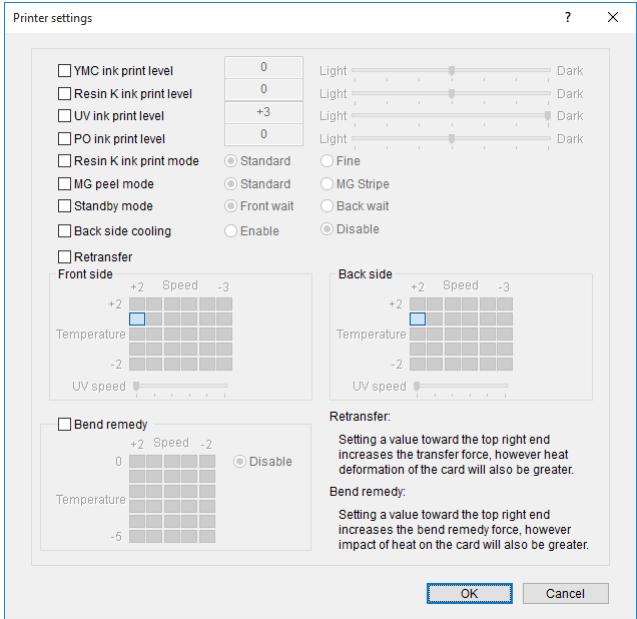 Printer settings ? X
YMC ink print level 0 Light Dark
Resin K ink print level 0 Light Dark
UV ink print level +3 Light Dark
PO ink print level 0 Light Dark
Resin K ink print mode Standard Fine
MG peel mode Standard MG Stripe
Standby mode Front wait Back wait
Back side cooling Enable Disable
Retransfer
Front side
+2 Speed -3
+2
Temperature
-2
UV speed
Back side
+2 Speed -3
+2
Temperature
-2
UV speed
Bend remedy
+2 Speed -2
0 Disable
Temperature
-5
Retransfer:
Setting a value toward the top right end
increases the transfer force, however heat
deformation of the card will also be greater.
Bend remedy:
Setting a value toward the top right end
increases the bend remedy force, however
impact of heat on the card will also be greater.
OK Cancel